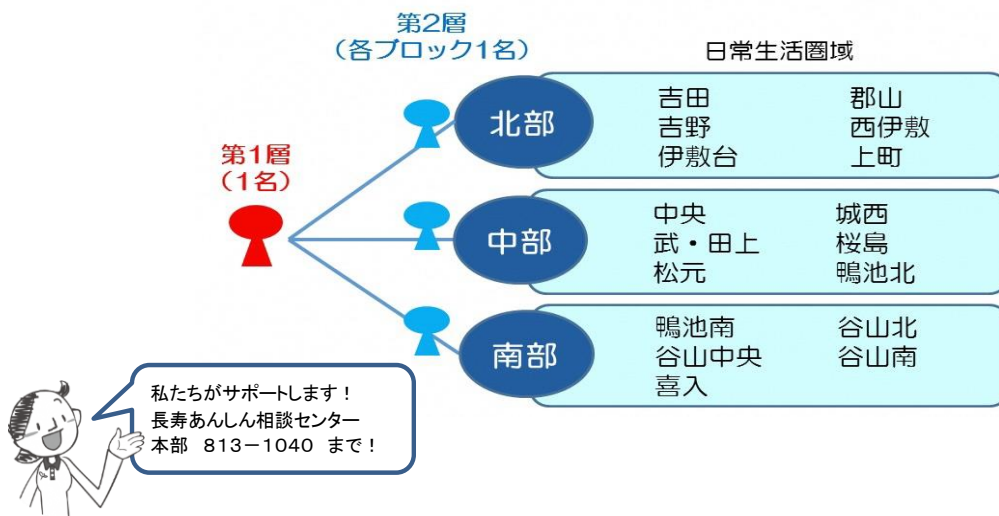 第2層
（各ブロック1名）
日常生活圏域
第1層
（1名）
北部
吉田 郡山
吉野 西伊敷
伊敷台 上町
中部
中央 城西
武・田上 桜島
松元 鴨池北
南部
鴨池南 谷山北
谷山中央 谷山南
喜入
私たちがサポートします！
長寿あんしん相談センター
本部 813－1040 まで！